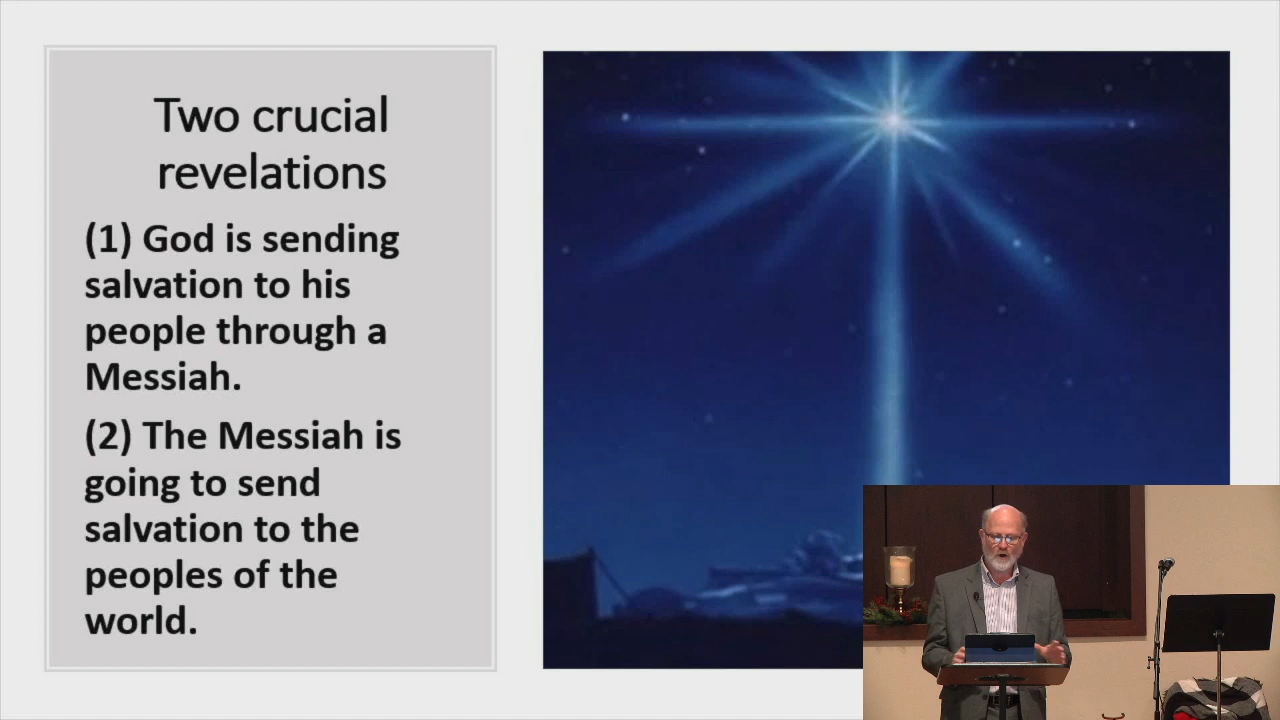 Two crucial
revelations
(1) God is sending
salvation to his
people through a
Messiah.
(2) The Messiah is
going to send
salvation to the
peoples of the
world.